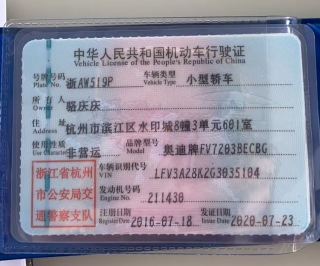 中华人民共和国机动车行驶证
Vehicle License of the People's Republic of China
号牌号码 浙AW519P 车辆类型 小型轿车
Plate No. Vehicle Type
所有人 骆庆庆
Owner
住址 杭州市滨江区水印城8幢3单元601室
Address
使用性质 非营运 品牌型号 奥迪牌FV7203BECBG
Use Character Model
车辆识别代号 LFV3A28K2G3035104
VIN
发动机号码 211430
Engine No.
注册日期 2016-07-18 发证日期 2020-07-23
Register Date Issue Date
浙江省杭州
市公安局交
通警察支队